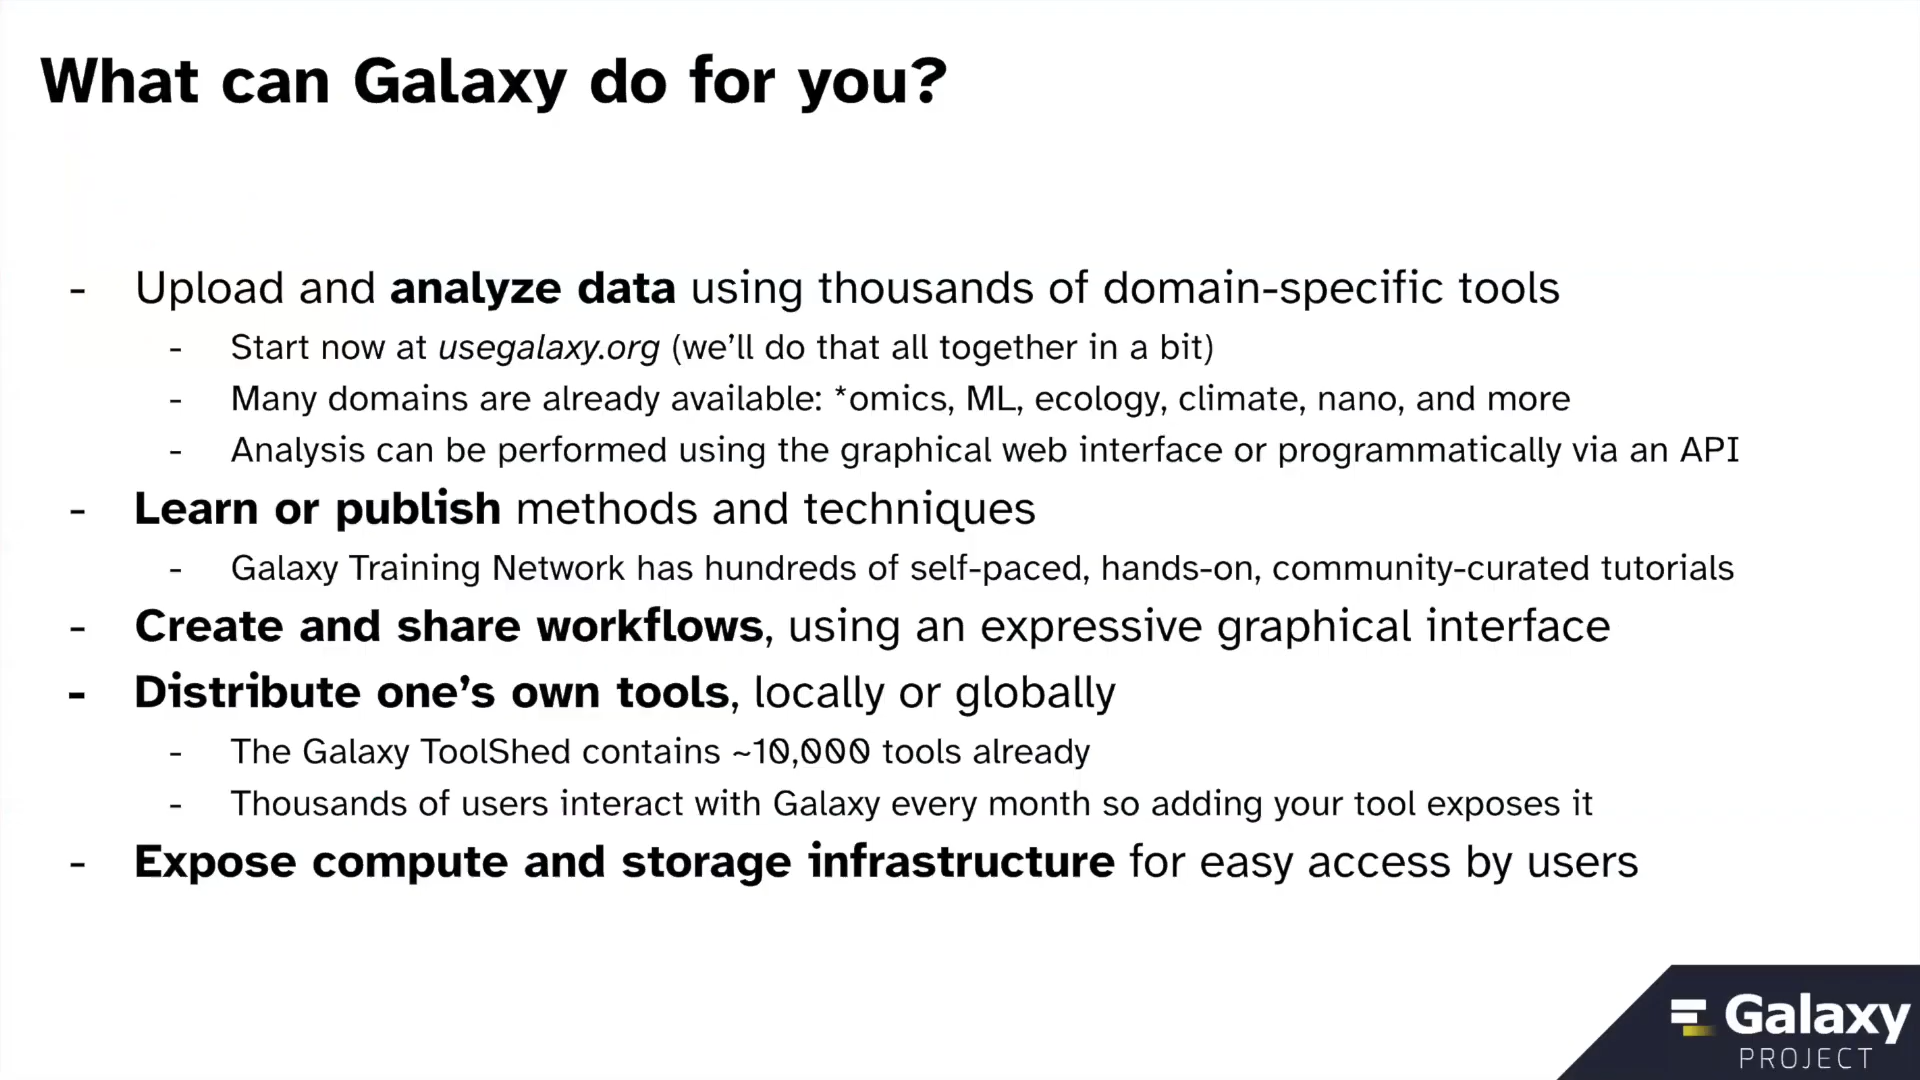 What can Galaxy do for you?
- Upload and analyze data using thousands of domain-specific tools
- Start now at usegalaxy.org (we’ll do that all together in a bit)
- Many domains are already available: *omics, ML, ecology, climate, nano, and more
- Analysis can be performed using the graphical web interface or programmatically via an API
- Learn or publish methods and techniques
- Galaxy Training Network has hundreds of self-paced, hands-on, community-curated tutorials
- Create and share workflows, using an expressive graphical interface
- Distribute one’s own tools, locally or globally
- The Galaxy ToolShed contains ~10,000 tools already
- Thousands of users interact with Galaxy every month so adding your tool exposes it
- Expose compute and storage infrastructure for easy access by users
Galaxy
PROJECT